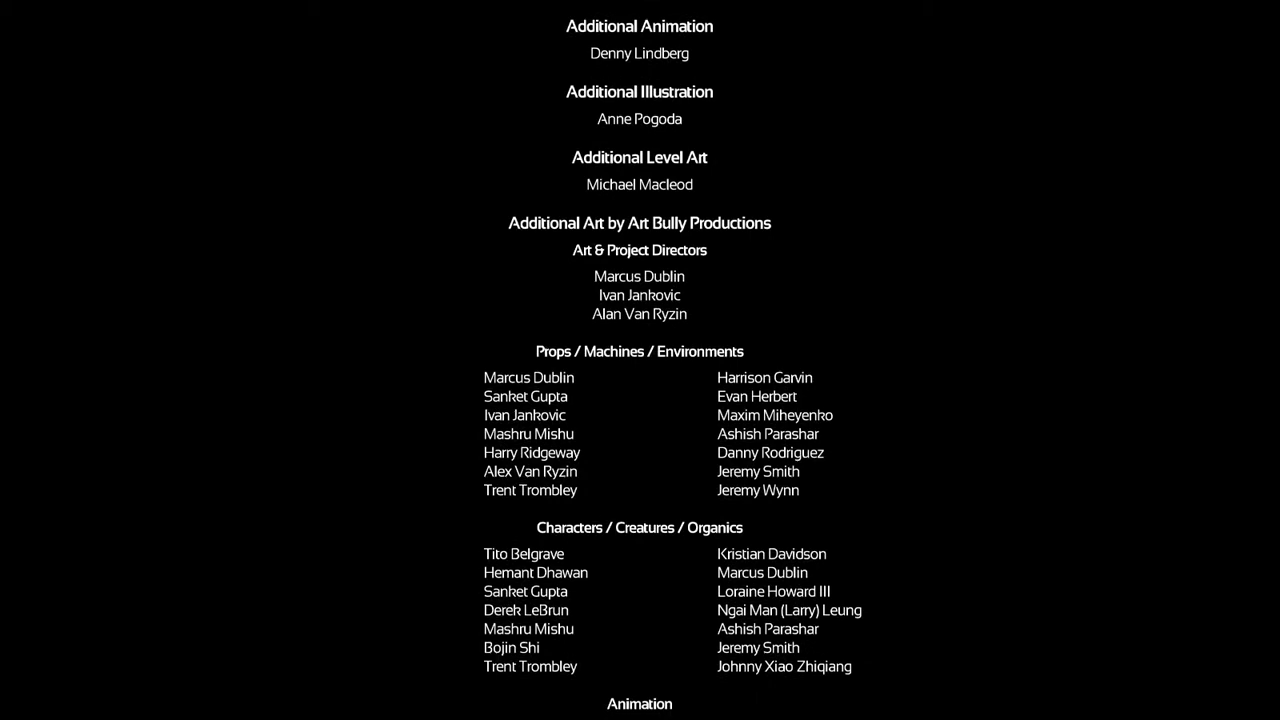 Additional Animation
Denny Lindberg
Additional Illustration
Anne Pogoda
Additional Level Art
Michael Macleod
Additional Art by Art Bully Productions
Art & Project Directors
Marcus Dublin
Ivan Jankovic
Alan Van Ryzin
Props / Machines / Environments
Marcus Dublin Harrison Garvin
Sanket Gupta Evan Herbert
Ivan Jankovic Maxim Miheyenko
Mashru Mishu Ashish Parashar
Harry Ridgeway Danny Rodriguez
Alex Van Ryzin Jeremy Smith
Trent Trombley Jeremy Wynn
Characters / Creatures / Organics
Tito Belgrave Kristian Davidson
Hemant Dhawan Marcus Dublin
Sanket Gupta Loraine Howard III
Derek LeBrun Ngai Man (Larry) Leung
Mashru Mishu Ashish Parashar
Bojin Shi Jeremy Smith
Trent Trombley Johnny Xiao Zhiqiang
Animation